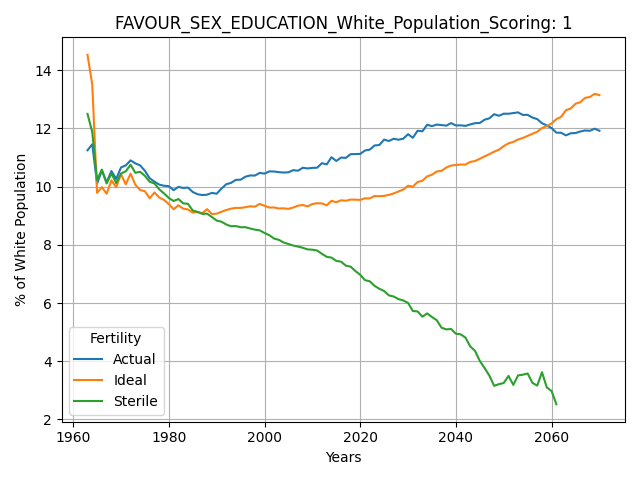 FAVOUR_SEX_EDUCATION_White_Population_Scoring: 1
% of White Population
14
12
10
8
6
4
2
Fertility
Actual
Ideal
Sterile
1960 1980 2000 2020 2040 2060
Years